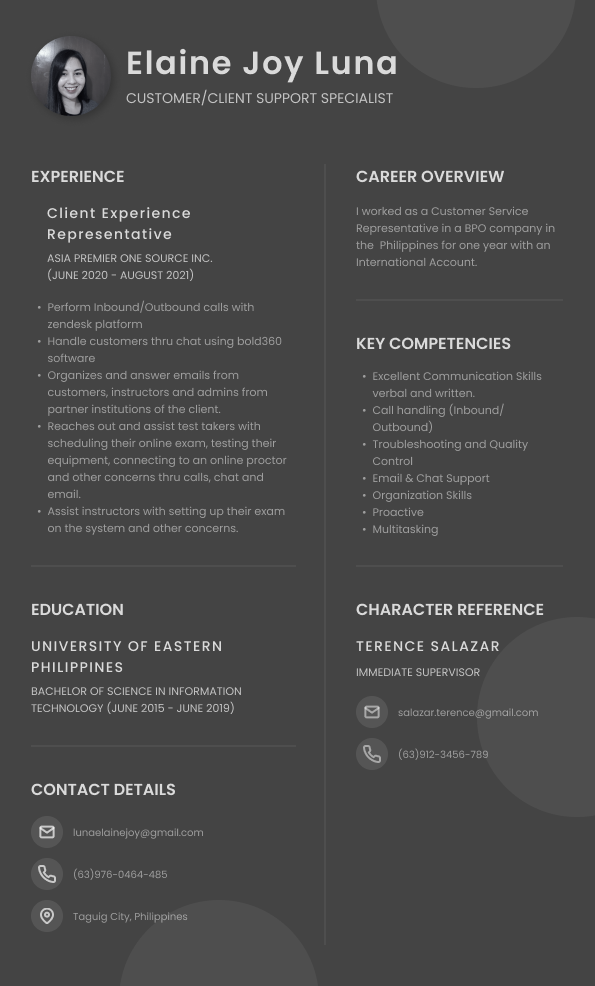 Elaine Joy Luna
CUSTOMER/CLIENT SUPPORT SPECIALIST
EXPERIENCE
Client Experience
Representative
ASIA PREMIER ONE SOURCE INC.
(JUNE 2020 - AUGUST 2021)
• Perform Inbound/Outbound calls with
zendesk platform
• Handle customers thru chat using bold360
software
• Organizes and answer emails from
customers, instructors and admins from
partner institutions of the client.
• Reaches out and assist test takers with
scheduling their online exam, testing their
equipment, connecting to an online proctor
and other concerns thru calls, chat and
email.
• Assist instructors with setting up their exam
on the system and other concerns.
EDUCATION
UNIVERSITY OF EASTERN
PHILIPPINES
BACHELOR OF SCIENCE IN INFORMATION
TECHNOLOGY (JUNE 2015 - JUNE 2019)
CONTACT DETAILS
lunaelainejoy@gmail.com
(63)976-0464-485
Taguig City, Philippines
CAREER OVERVIEW
I worked as a Customer Service
Representative in a BPO company in
the  Philippines for one year with an
International Account.
KEY COMPETENCIES
• Excellent Communication Skills
verbal and written.
• Call handling (Inbound/
Outbound)
• Troubleshooting and Quality
Control
• Email & Chat Support
• Organization Skills
• Proactive
• Multitasking
CHARACTER REFERENCE
TERENCE SALAZAR
IMMEDIATE SUPERVISOR
salazar.terence@gmail.com
(63)912-3456-789